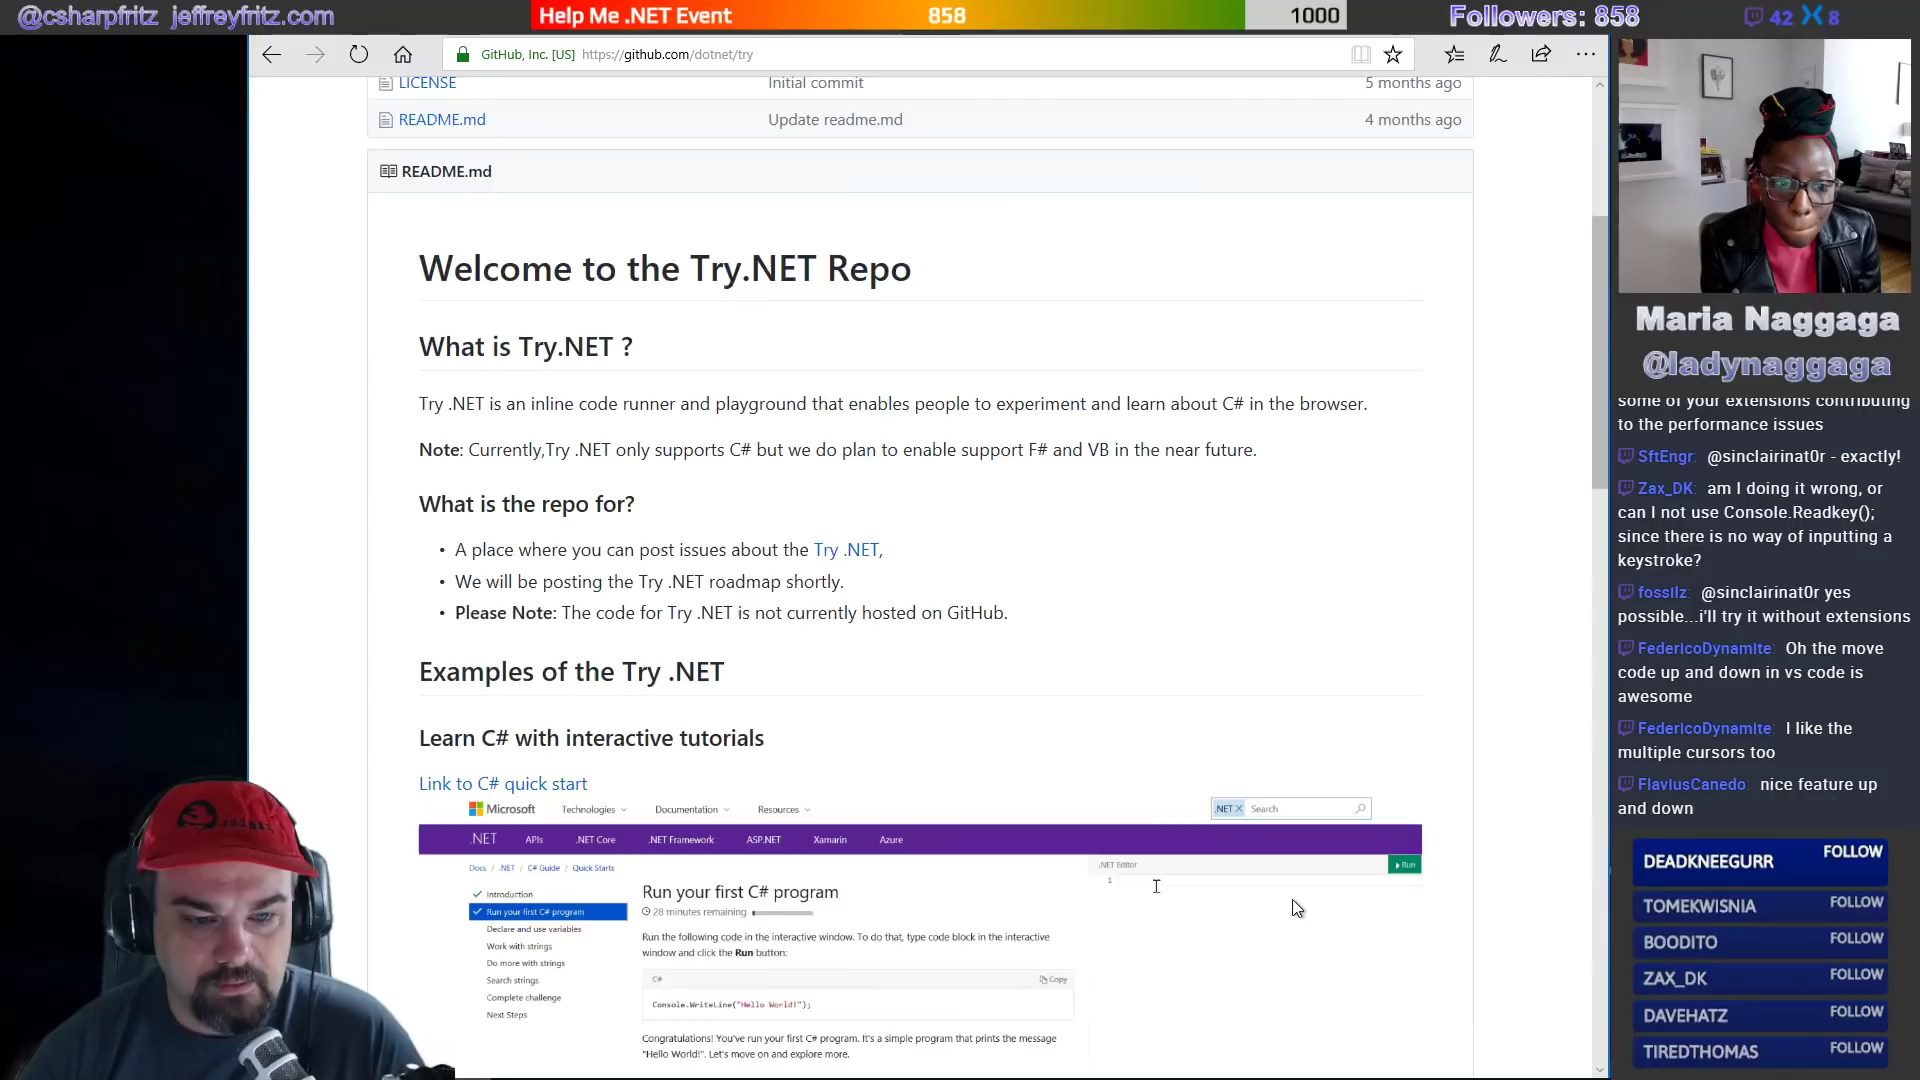 @csharpfritz jeffreyfritz.com
Help Me .NET Event 858 1000
Followers: 858
42 8
GitHub, Inc. [US] https://github.com/dotnet/try
LICENSE Initial commit 5 months ago
README.md Update readme.md 4 months ago
README.md
Welcome to the Try.NET Repo
What is Try.NET ?
Try .NET is an inline code runner and playground that enables people to experiment and learn about C# in the browser.
Note: Currently,Try .NET only supports C# but we do plan to enable support F# and VB in the near future.
What is the repo for?
• A place where you can post issues about the Try .NET,
• We will be posting the Try .NET roadmap shortly.
• Please Note: The code for Try .NET is not currently hosted on GitHub.
Examples of the Try .NET
Learn C# with interactive tutorials
Link to C# quick start
Microsoft Technologies Documentation Resources .NET × Search
.NET APIs .NET Core .NET Framework ASP.NET Xamarin Azure
Docs / .NET / C# Guide / Quick Starts
Introduction
Run your first C# program
Declare and use variables
Work with strings
Do more with strings
Search strings
Complete challenge
Next Steps
Run your first C# program
28 minutes remaining
Run the following code in the interactive window. To do that, type code block in the interactive
window and click the Run button:
C# Copy
Console.WriteLine("Hello World!");
Congratulations! You've run your first C# program. It's a simple program that prints the message
"Hello World!". Let's move on and explore more.
.NET Editor Run
1
Maria Naggaga
@ladynaggaga
some of your extensions contributing
to the performance issues
SftEngr: @sinclairinat0r - exactly!
Zax_DK: am I doing it wrong, or
can I not use Console.Readkey();
since there is no way of inputting a
keystroke?
fossilz: @sinclairinat0r yes
possible...i'll try it without extensions
FedericoDynamite: Oh the move
code up and down in vs code is
awesome
FedericoDynamite: I like the
multiple cursors too
FlaviusCanedo: nice feature up
and down
DEADKNEEGURR FOLLOW
TOMEKWISNIA FOLLOW
BOODITO FOLLOW
ZAX_DK FOLLOW
DAVEHATZ FOLLOW
TIREDTHOMAS FOLLOW